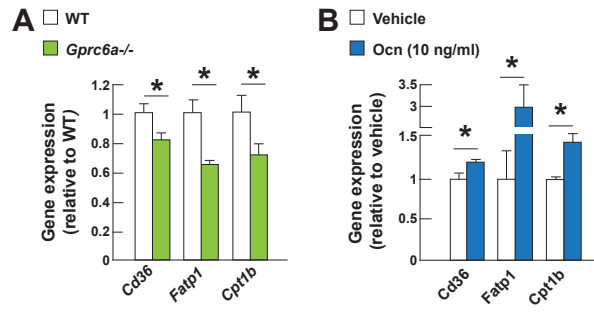 A
WT
Gprc6a-/-
Gene expression
(relative to WT)
1.2
1
0.8
0.6
0.4
0.2
0
*
*
*
Cd36
Fatp1
Cpt1b
B
Vehicle
Ocn (10 ng/ml)
Gene expression
(relative to vehicle)
3.5
3
1.5
1
0.5
0
*
*
*
Cd36
Fatp1
Cpt1b